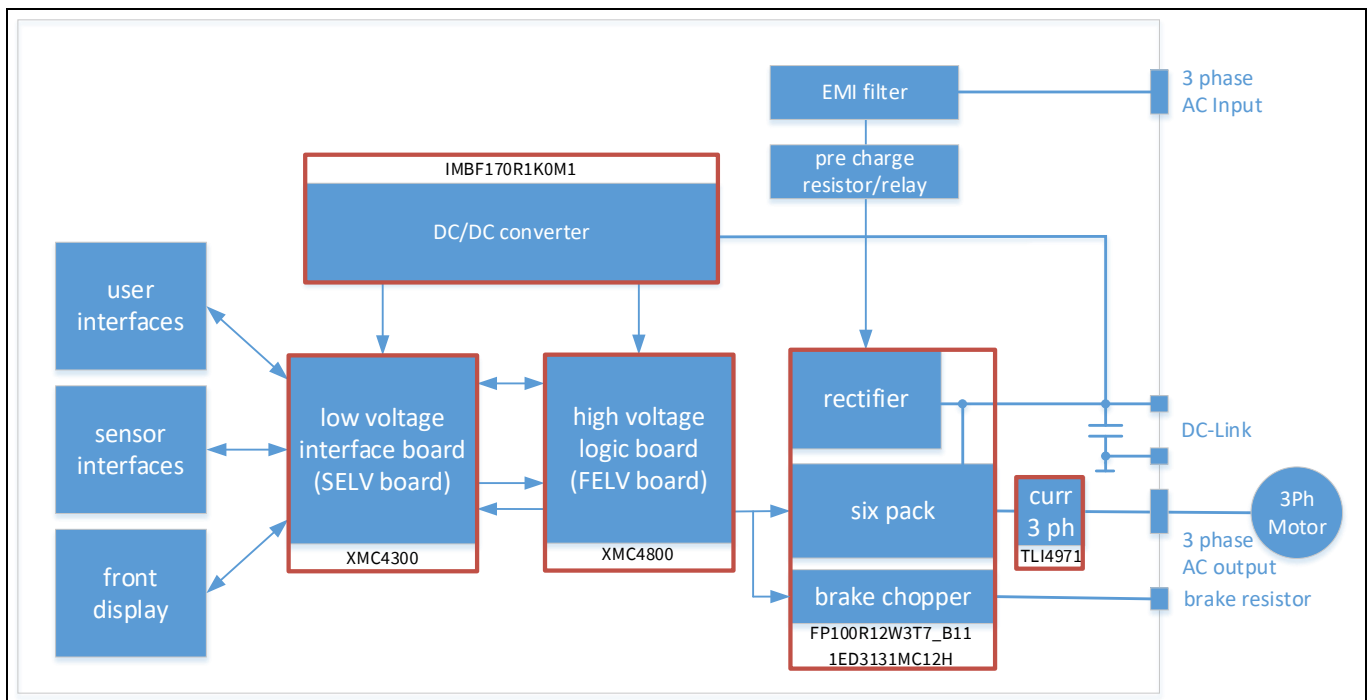 EMI filter
3 phase
AC Input
pre charge
resistor/relay
IMBF170R1K0M1
DC/DC converter
user
interfaces
sensor
interfaces
front
display
low voltage
interface board
(SELV board)
XMC4300
high voltage
logic board
(FELV board)
XMC4800
rectifier
six pack
brake chopper
FP100R12W3T7_B11
1ED3131MC12H
curr
3 ph
TLI4971
DC-Link
3Ph
Motor
3 phase
AC output
brake resistor